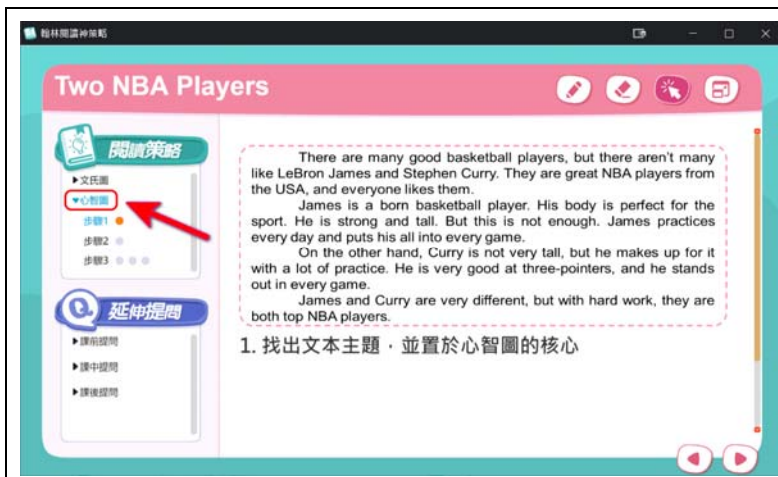 翰林閱讀神策略
Two NBA Players
閱讀策略
▶文氏圖
▼心智圖
步驟1
步驟2
步驟3
延伸提問
▶課前提問
▶課中提問
▶課後提問
There are many good basketball players, but there aren't many
like LeBron James and Stephen Curry. They are great NBA players from
the USA, and everyone likes them.
James is a born basketball player. His body is perfect for the
sport. He is strong and tall. But this is not enough. James practices
every day and puts his all into every game.
On the other hand, Curry is not very tall, but he makes up for it
with a lot of practice. He is very good at three-pointers, and he stands
out in every game.
James and Curry are very different, but with hard work, they are
both top NBA players.
1. 找出文本主題，並置於心智圖的核心